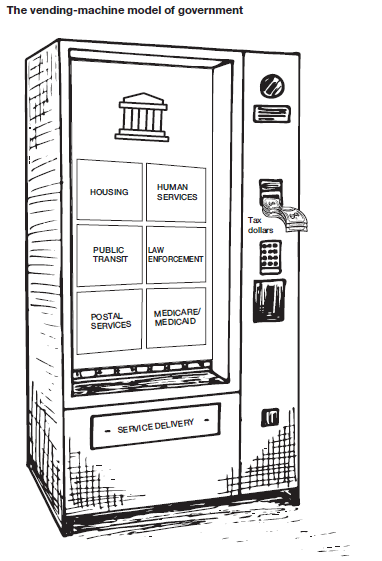 The vending-machine model of government
HOUSING
HUMAN
SERVICES
Tax
dollars
PUBLIC
TRANSIT
LAW
ENFORCEMENT
POSTAL
SERVICES
MEDICARE/
MEDICAID
- SERVICE DELIVERY -